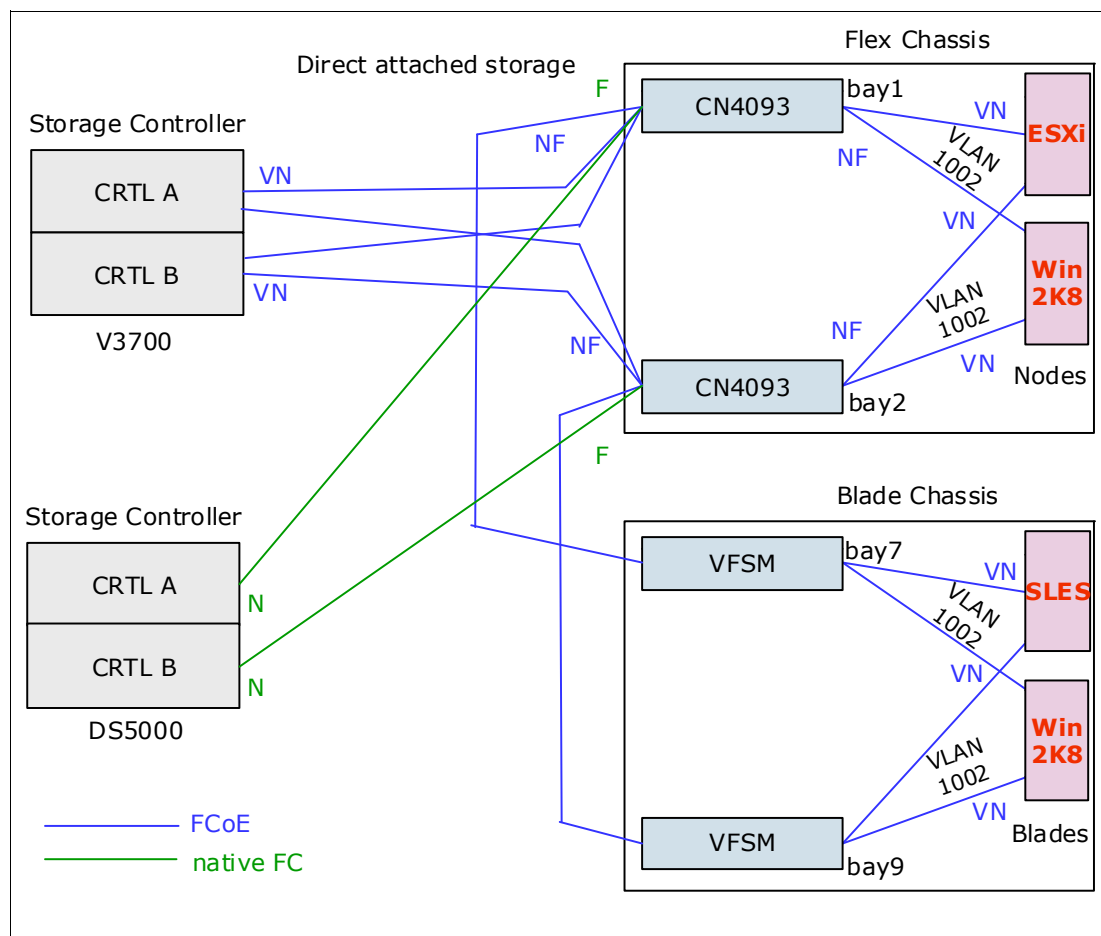 Flex Chassis
Direct attached storage
F
CN4093
bay1
VN
ESXi
Storage Controller
NF
NF
VLAN
1002
CRTL A
VN
VN
Win
2K8
CRTL B
VN
VLAN
1002
V3700
NF
NF
VN
Nodes
CN4093
bay2
F
Storage Controller
Blade Chassis
VFSM
bay7
VN
SLES
CRTL A
N
VLAN
1002
CRTL B
N
VN
Win
2K8
DS5000
VLAN
1002
VN
FCoE
VFSM
Blades
native FC
bay9